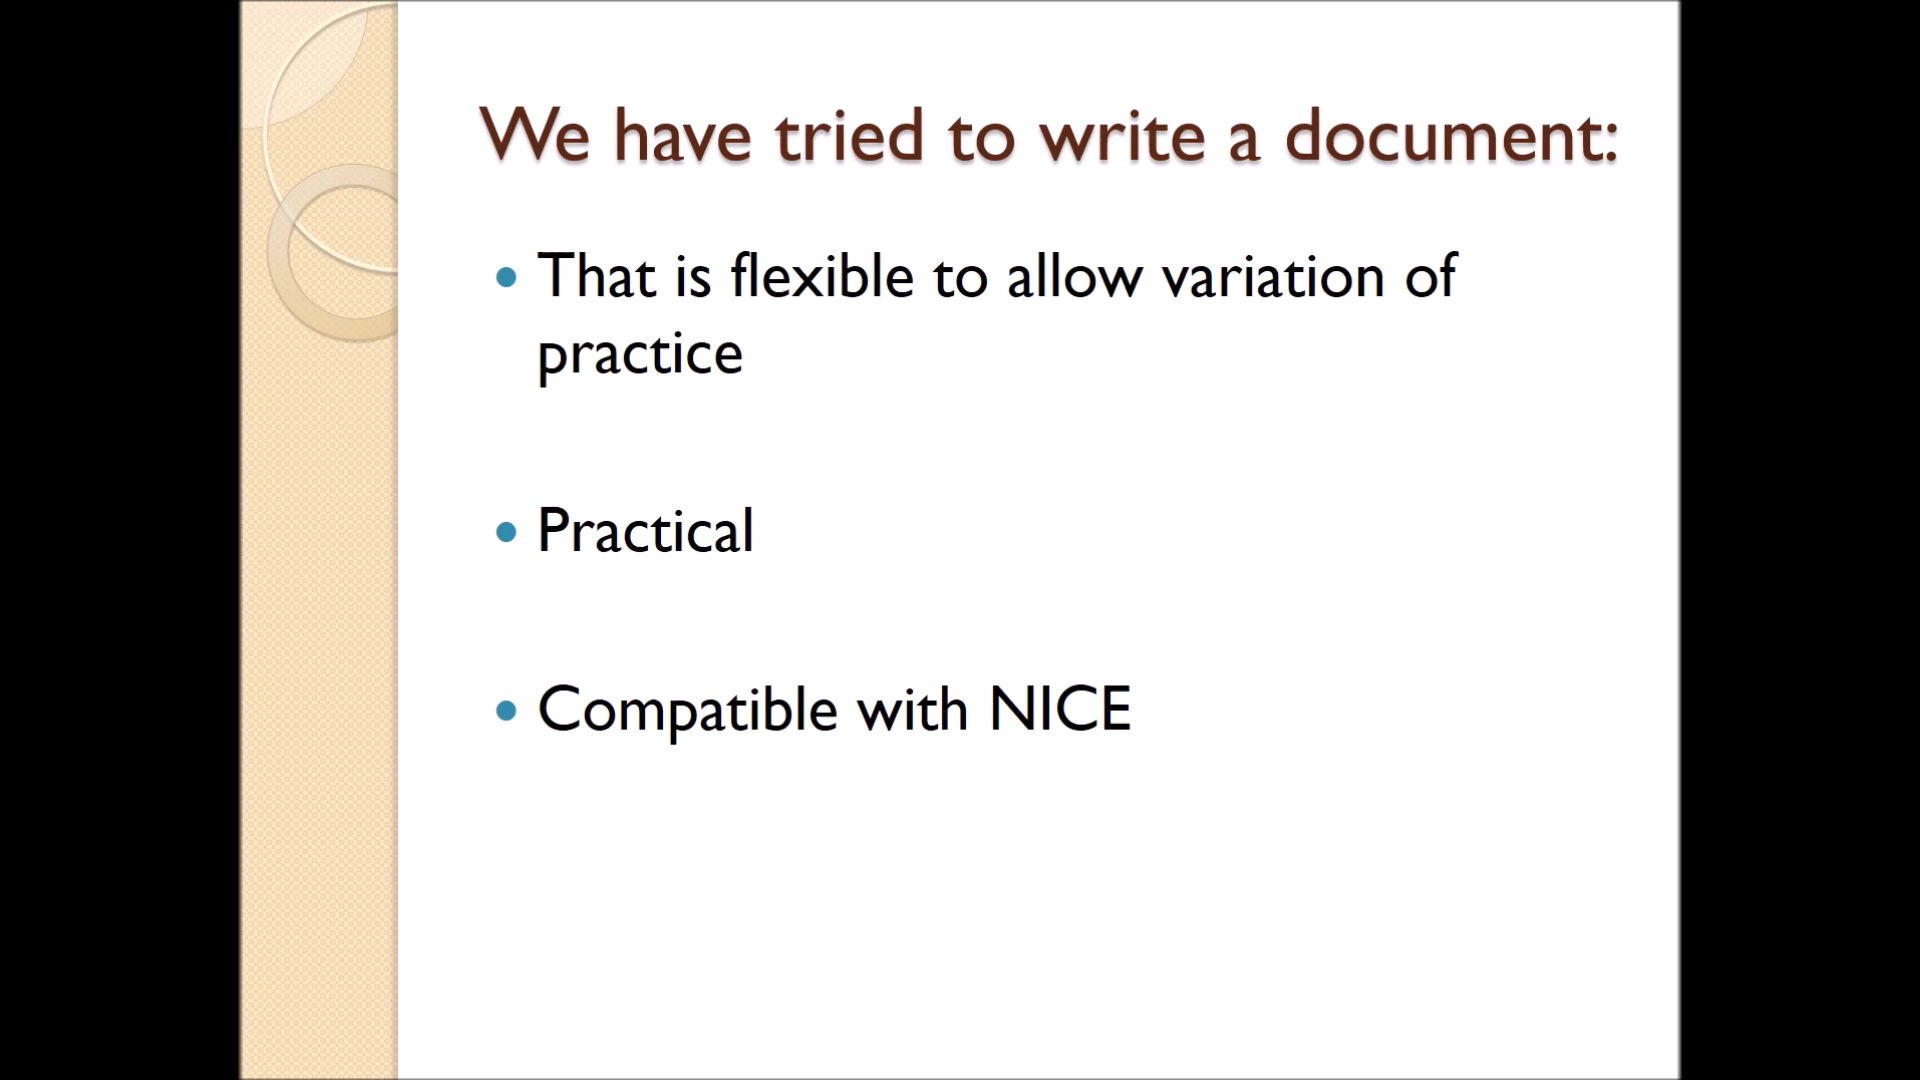 We have tried to write a document:
• That is flexible to allow variation of
practice
• Practical
• Compatible with NICE